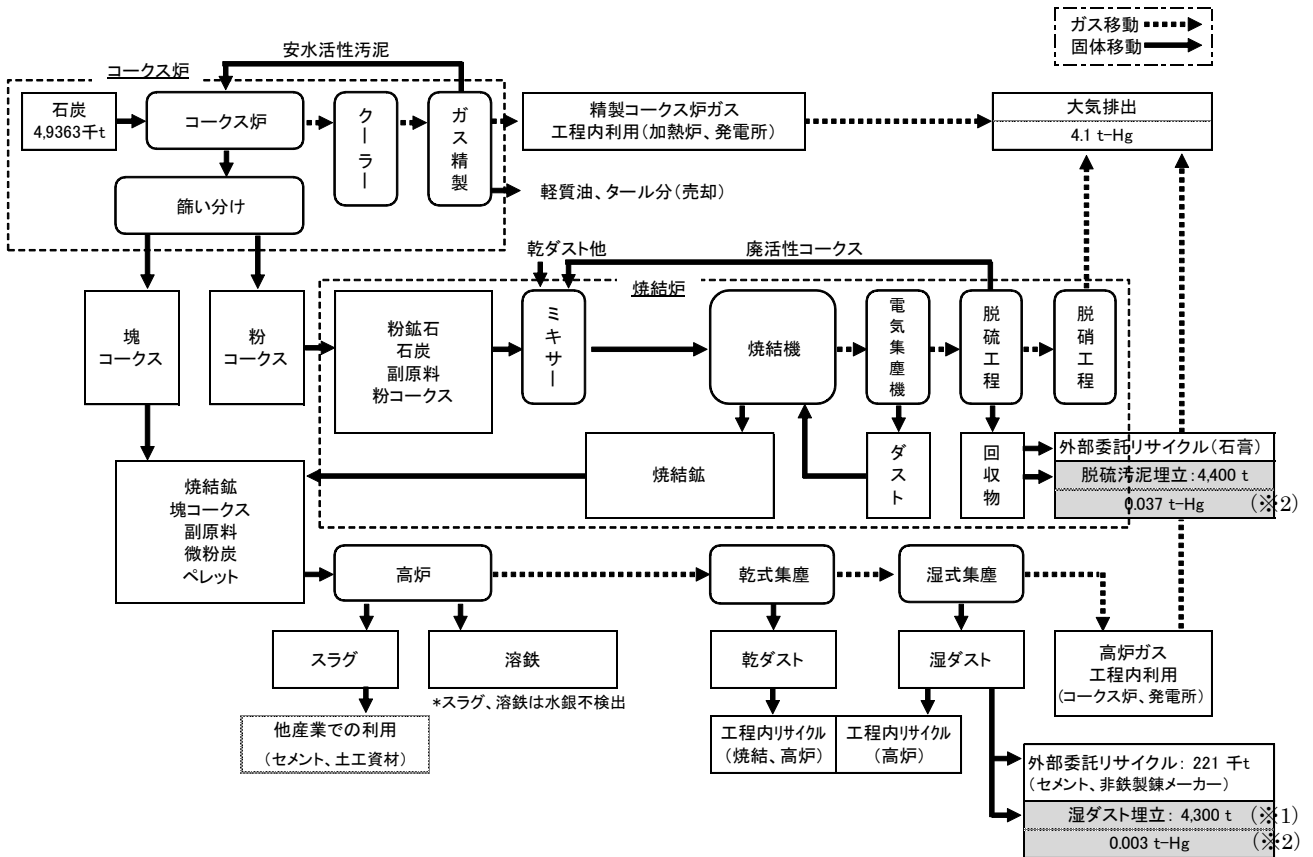 ガス移動
固体移動
安水活性汚泥
コークス炉
石炭
4,9363千t
コークス炉
クーラー
ガス精製
精製コークス炉ガス
工程内利用(加熱炉、発電所)
大気排出
4.1 t-Hg
篩い分け
軽質油、タール分(売却)
乾ダスト他
廃活性コークス
焼結炉
塊
コークス
粉
コークス
粉鉱石
石炭
副原料
粉コークス
ミキサー
焼結機
電気集塵機
脱硫工程
脱硝工程
焼結鉱
ダスト
回収物
外部委託リサイクル(石膏)
脱硫汚泥埋立:4,400 t
0.037 t-Hg (※2)
焼結鉱
塊コークス
副原料
微粉炭
ペレット
高炉
乾式集塵
湿式集塵
スラグ
溶鉄
*スラグ、溶鉄は水銀不検出
乾ダスト
湿ダスト
高炉ガス
工程内利用
(コークス炉、発電所)
他産業での利用
(セメント、土工資材)
工程内リサイクル
(焼結、高炉)
工程内リサイクル
(高炉)
外部委託リサイクル: 221 千t
(セメント、非鉄製錬メーカー)
湿ダスト埋立: 4,300 t (※1)
0.003 t-Hg (※2)